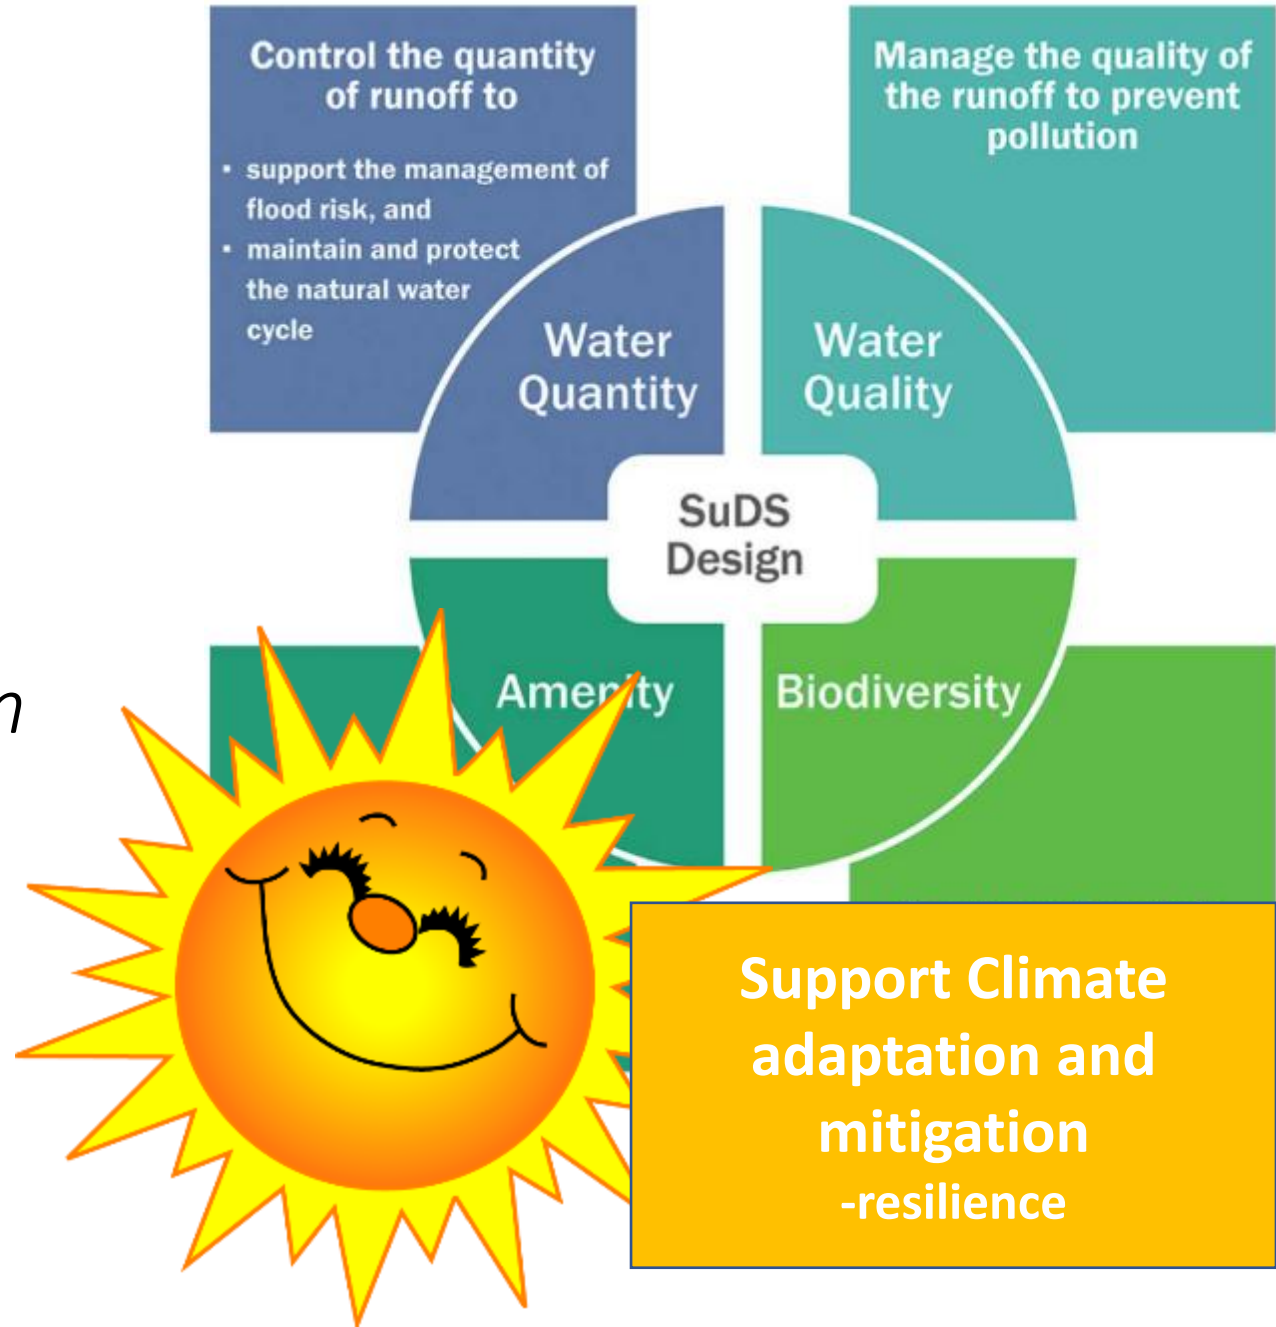 Control the quantity
of runoff to
• support the management of
flood risk, and
• maintain and protect
the natural water
cycle
Manage the quality of
the runoff to prevent
pollution
Water
Quantity
Water
Quality
SuDS
Design
Amenity
Biodiversity
n
Support Climate
adaptation and
mitigation
-resilience